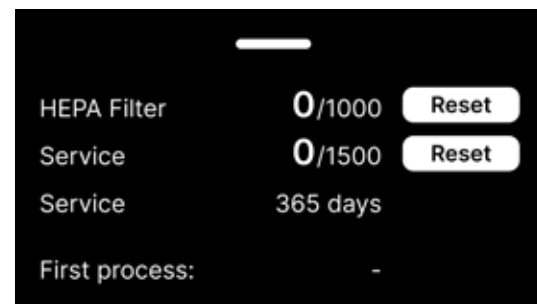 HEPA Filter 0/1000 Reset
Service 0/1500 Reset
Service 365 days
First process: -